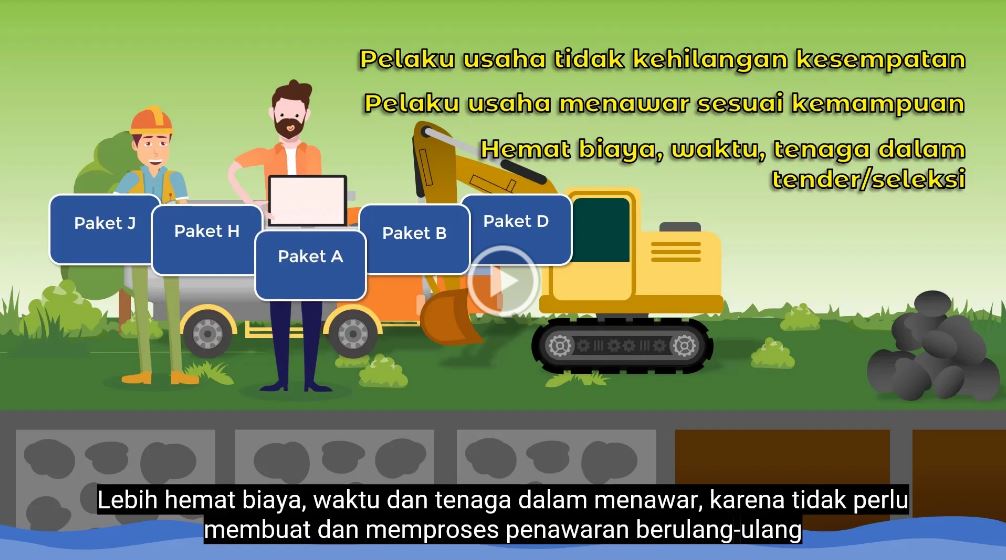 Pelaku usaha tidak kehilangan kesempatan
Pelaku usaha menawar sesuai kemampuan
Hemat biaya, waktu, tenaga dalam
tender/seleksi
Paket J
Paket H
Paket A
Paket B
Paket D
Lebih hemat biaya, waktu dan tenaga dalam menawar, karena tidak perlu
membuat dan memproses penawaran berulang-ulang